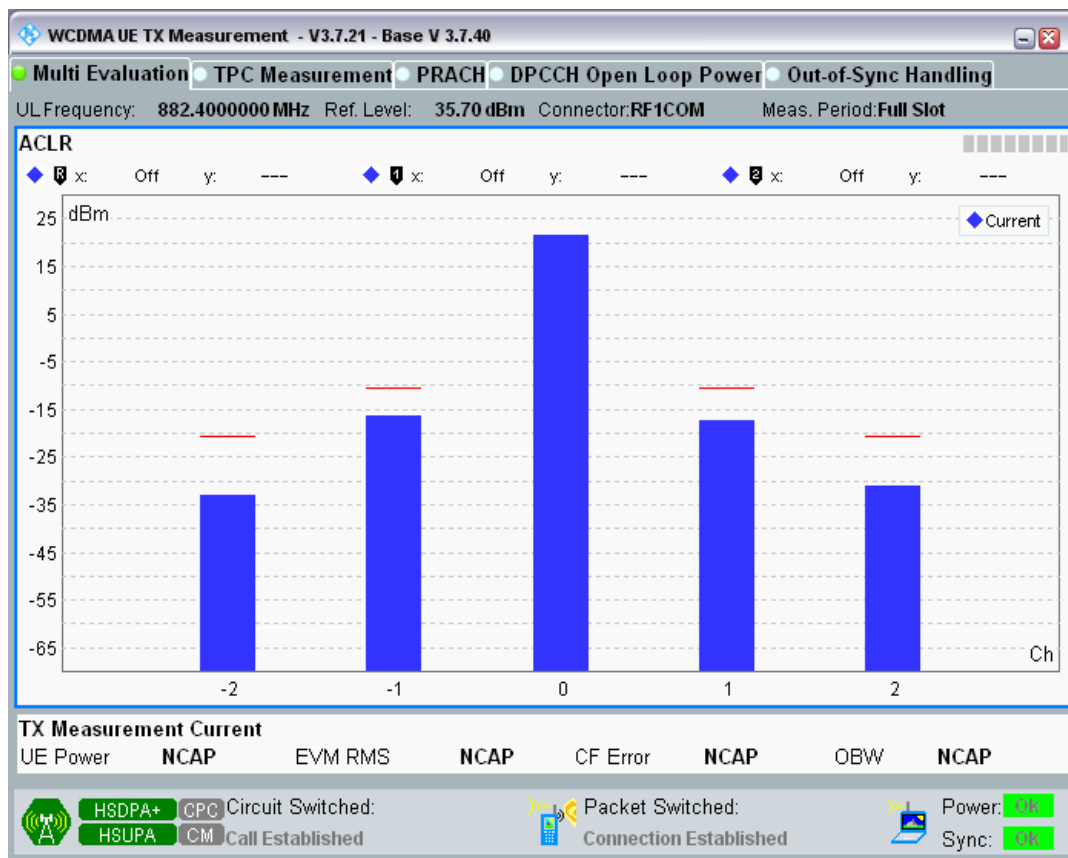 WCDMA UE TX Measurement - V3.7.21 - Base V 3.7.40
Multi Evaluation TPC Measurement PRACH DPCCH Open Loop Power Out-of-Sync Handling
UL Frequency: 882.4000000 MHz Ref. Level: 35.70 dBm Connector:RF1COM Meas. Period:Full Slot
ACLR
R x: Off y: --- 1 x: Off y: --- 2 x: Off y: ---
dBm
Current
25
15
5
-5
-15
-25
-35
-45
-55
-65
Ch
-2 -1 0 1 2
TX Measurement Current
UE Power NCAP EVM RMS NCAP CF Error NCAP OBW NCAP
HSDPA+ CPC Circuit Switched: Packet Switched: Power: OK
HSUPA CM Call Established Connection Established Sync: OK